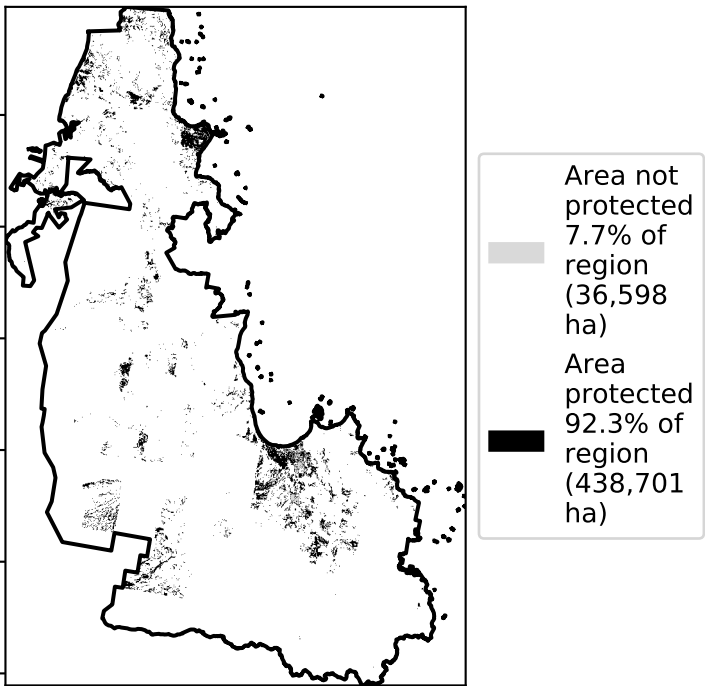 Area not
protected
7.7% of
region
(36,598
ha)
Area
protected
92.3% of
region
(438,701
ha)